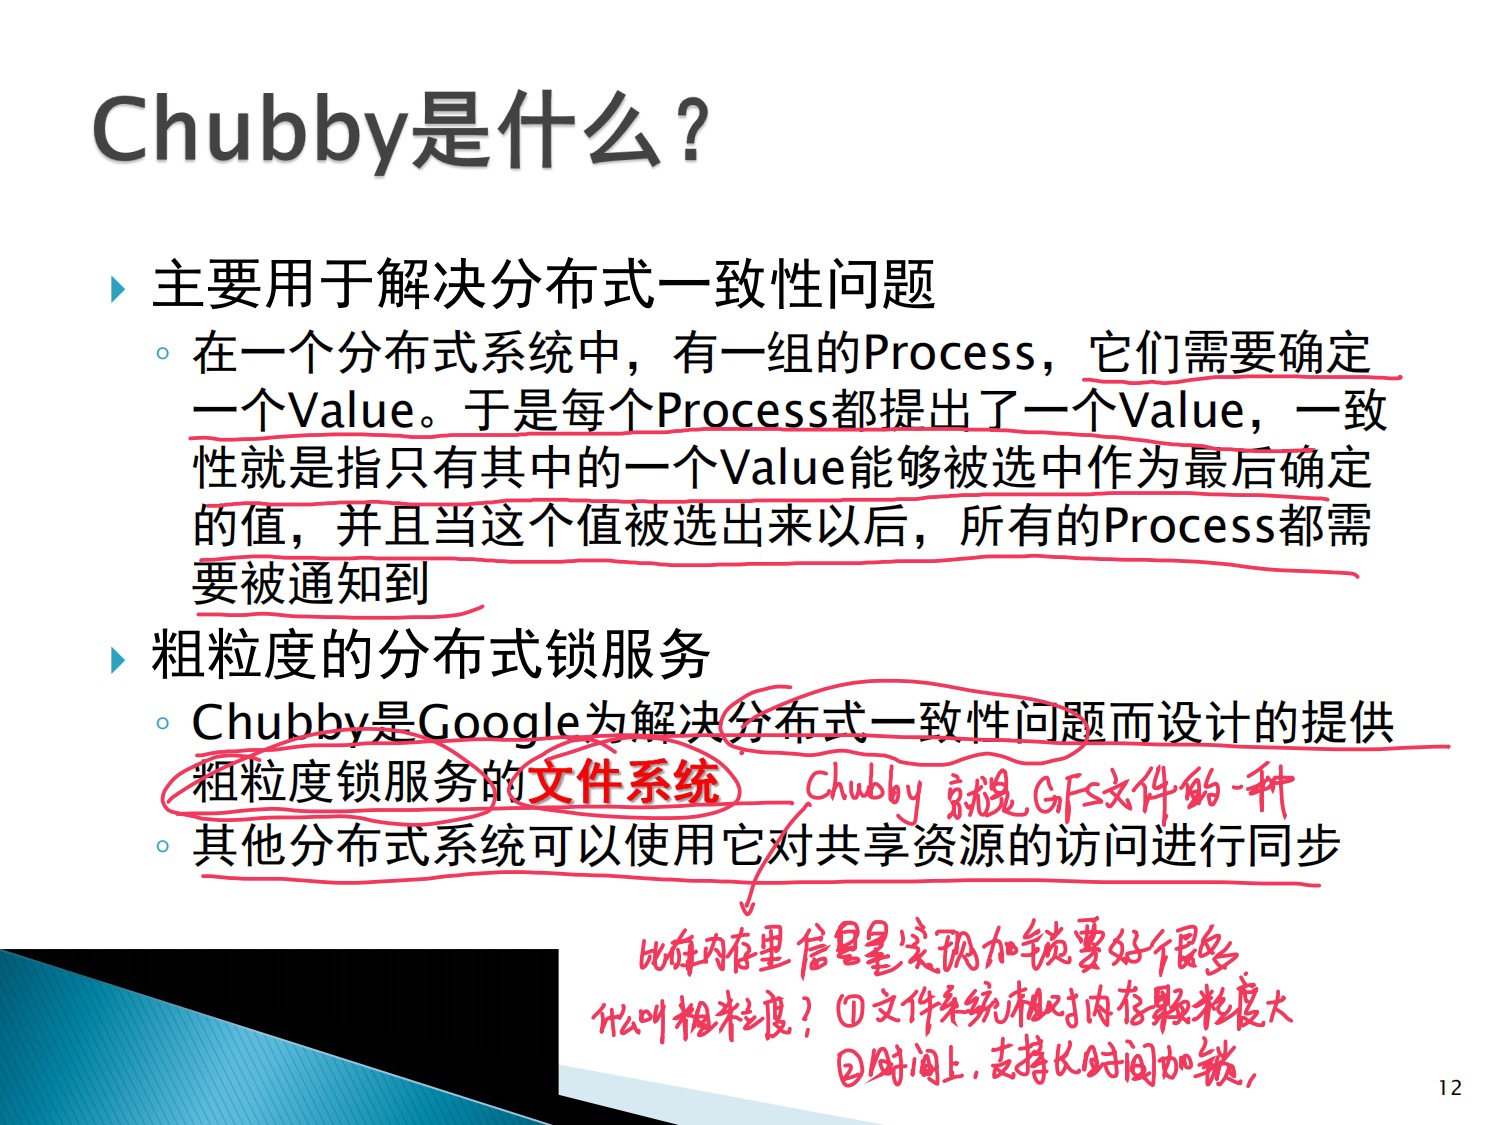 Chubby是什么？
主要用于解决分布式一致性问题
在一个分布式系统中，有一组的Process，它们需要确定
一个Value。于是每个Process都提出了一个Value，一致
性就是指只有其中的一个Value能够被选中作为最后确定
的值，并且当这个值被选出来以后，所有的Process都需
要被通知到
粗粒度的分布式锁服务
Chubby是Google为解决分布式一致性问题而设计的提供
粗粒度锁服务的文件系统
Chubby 就是GFS文件的一种
其他分布式系统可以使用它对共享资源的访问进行同步
比在内存里信号量实现加锁要好很多.
什么叫粗粒度？①文件系统相对内存颗粒度大
②时间上，支持长时间加锁，
12